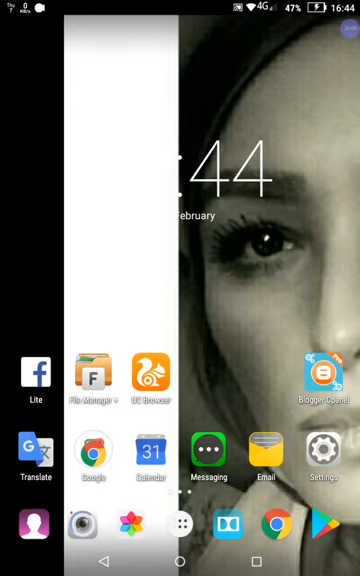 Thu 7 0 KB/s 4G 47% 16:44
:44
February
Lite File Manager + UC Browser Blogger Cpanel
Translate Google Calendar Messaging Email Settings